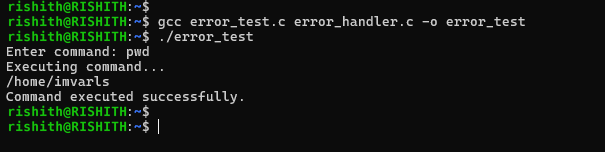 rishith@RISHITH:~$
rishith@RISHITH:~$ gcc error_test.c error_handler.c -o error_test
rishith@RISHITH:~$ ./error_test
Enter command: pwd
Executing command...
/home/imvarls
Command executed successfully.
rishith@RISHITH:~$
rishith@RISHITH:~$